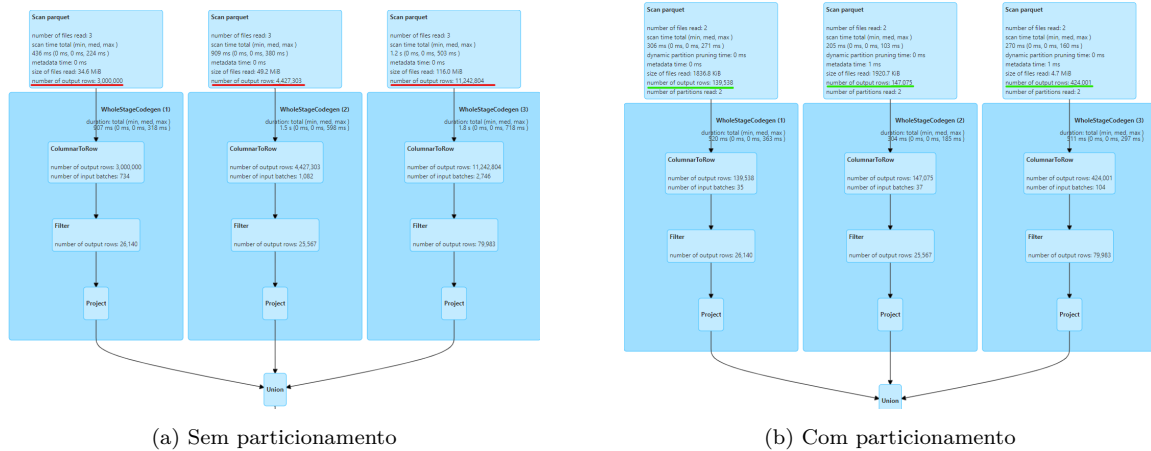 Scan parquet
number of files read: 3
scan time total (min, med, max )
436 ms (0 ms, 0 ms, 224 ms )
metadata time: 0 ms
size of files read: 34.6 MiB
number of output rows: 3,000,000
WholeStageCodegen (1)
duration: total (min, med, max )
907 ms (0 ms, 0 ms, 318 ms )
ColumnarToRow
number of output rows: 3,000,000
number of input batches: 734
Filter
number of output rows: 26,140
Project
Scan parquet
number of files read: 3
scan time total (min, med, max )
909 ms (0 ms, 0 ms, 380 ms )
metadata time: 0 ms
size of files read: 49.2 MiB
number of output rows: 4,427,303
WholeStageCodegen (2)
duration: total (min, med, max )
1.5 s (0 ms, 0 ms, 598 ms )
ColumnarToRow
number of output rows: 4,427,303
number of input batches: 1,082
Filter
number of output rows: 25,567
Project
Scan parquet
number of files read: 3
scan time total (min, med, max )
1.2 s (0 ms, 0 ms, 503 ms )
metadata time: 0 ms
size of files read: 116.0 MiB
number of output rows: 11,242,804
WholeStageCodegen (3)
duration: total (min, med, max )
1.8 s (0 ms, 0 ms, 718 ms )
ColumnarToRow
number of output rows: 11,242,804
number of input batches: 2,746
Filter
number of output rows: 79,983
Project
Union
(a) Sem particionamento
Scan parquet
number of files read: 2
scan time total (min, med, max )
306 ms (0 ms, 0 ms, 271 ms )
dynamic partition pruning time: 0 ms
metadata time: 0 ms
size of files read: 1836.8 KiB
number of output rows: 139,538
number of partitions read: 2
WholeStageCodegen (1)
duration: total (min, med, max )
520 ms (0 ms, 0 ms, 363 ms )
ColumnarToRow
number of output rows: 139,538
number of input batches: 35
Filter
number of output rows: 26,140
Project
Scan parquet
number of files read: 2
scan time total (min, med, max )
205 ms (0 ms, 0 ms, 103 ms )
dynamic partition pruning time: 0 ms
metadata time: 1 ms
size of files read: 1920.7 KiB
number of output rows: 147,075
number of partitions read: 2
WholeStageCodegen (2)
duration: total (min, med, max )
304 ms (0 ms, 0 ms, 185 ms )
ColumnarToRow
number of output rows: 147,075
number of input batches: 37
Filter
number of output rows: 25,567
Project
Scan parquet
number of files read: 2
scan time total (min, med, max )
270 ms (0 ms, 0 ms, 160 ms )
dynamic partition pruning time: 0 ms
metadata time: 1 ms
size of files read: 4.7 MiB
number of output rows: 424,001
number of partitions read: 2
WholeStageCodegen (3)
duration: total (min, med, max )
511 ms (0 ms, 0 ms, 297 ms )
ColumnarToRow
number of output rows: 424,001
number of input batches: 104
Filter
number of output rows: 79,983
Project
Union
(b) Com particionamento